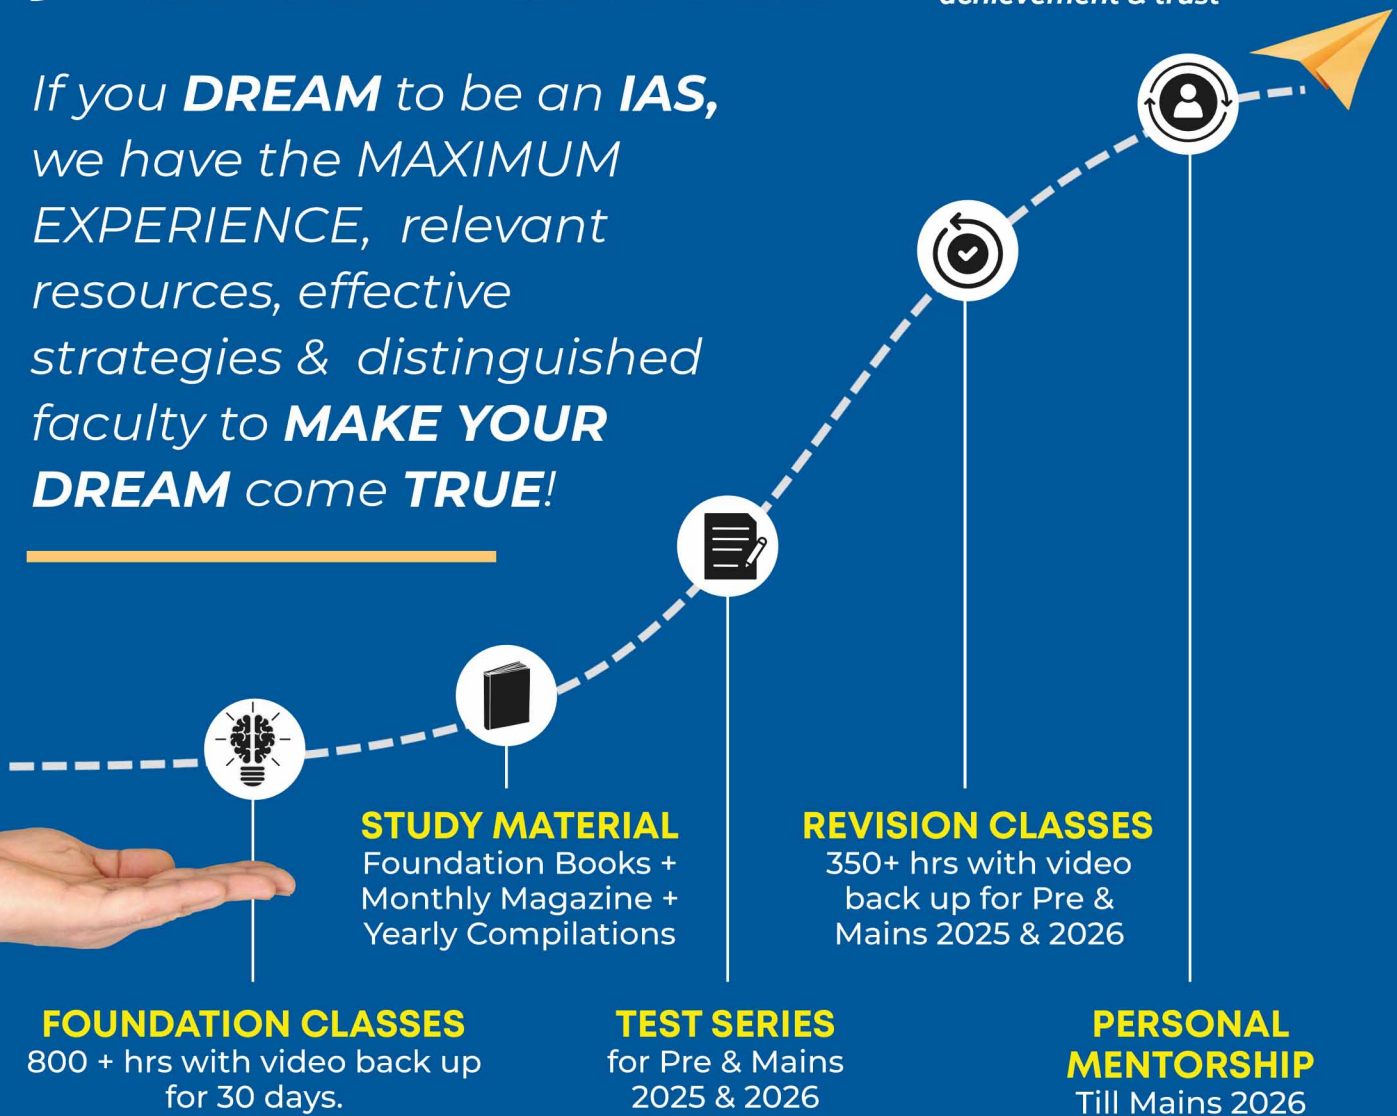 achievement & trust
If you DREAM to be an IAS,
we have the MAXIMUM
EXPERIENCE, relevant
resources, effective
strategies & distinguished
faculty to MAKE YOUR
DREAM come TRUE!
STUDY MATERIAL
Foundation Books +
Monthly Magazine +
Yearly Compilations
REVISION CLASSES
350+ hrs with video
back up for Pre &
Mains 2025 & 2026
FOUNDATION CLASSES
800 + hrs with video back up
for 30 days.
TEST SERIES
for Pre & Mains
2025 & 2026
PERSONAL
MENTORSHIP
Till Mains 2026